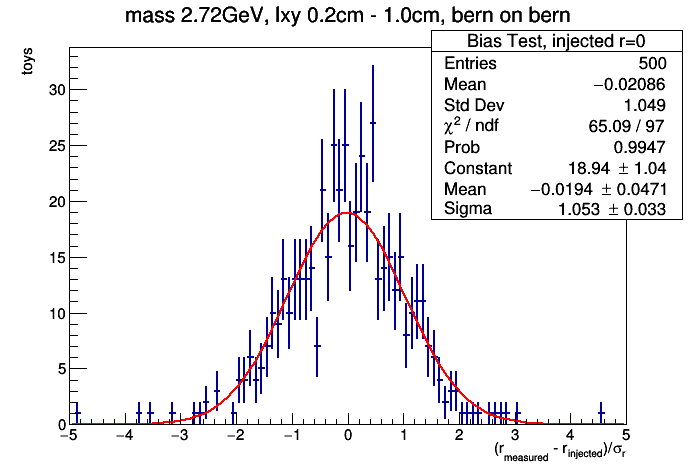 mass 2.72GeV, lxy 0.2cm - 1.0cm, bern on bern
toys
Bias Test, injected r=0
Entries 500
Mean −0.02086
Std Dev 1.049
χ² / ndf 65.09 / 97
Prob 0.9947
Constant 18.94 ± 1.04
Mean −0.0194 ± 0.0471
Sigma 1.053 ± 0.033
30
25
20
15
10
5
0
−5 −4 −3 −2 −1 0 1 2 3 4 5
(r_measured - r_injected)/σ_r